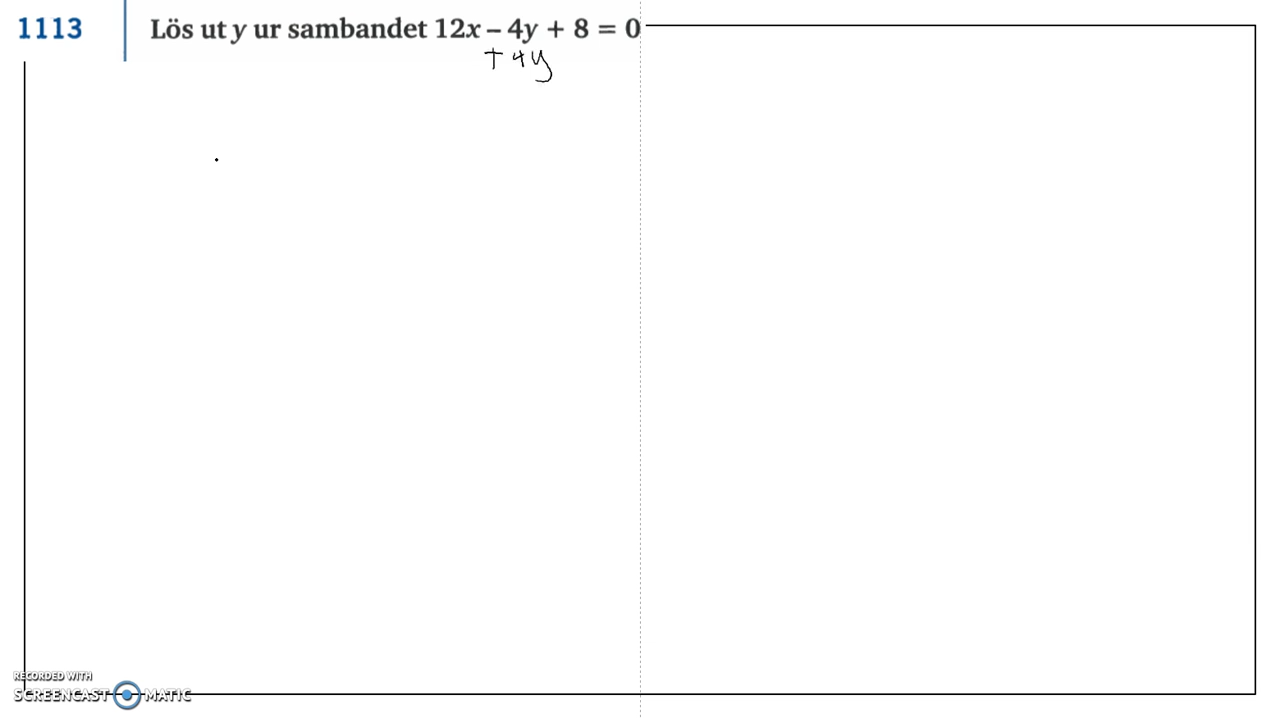 1113 Lös ut y ur sambandet 12x – 4y + 8 = 0
+ 4y
RECORDED WITH
SCREENCAST MATIC